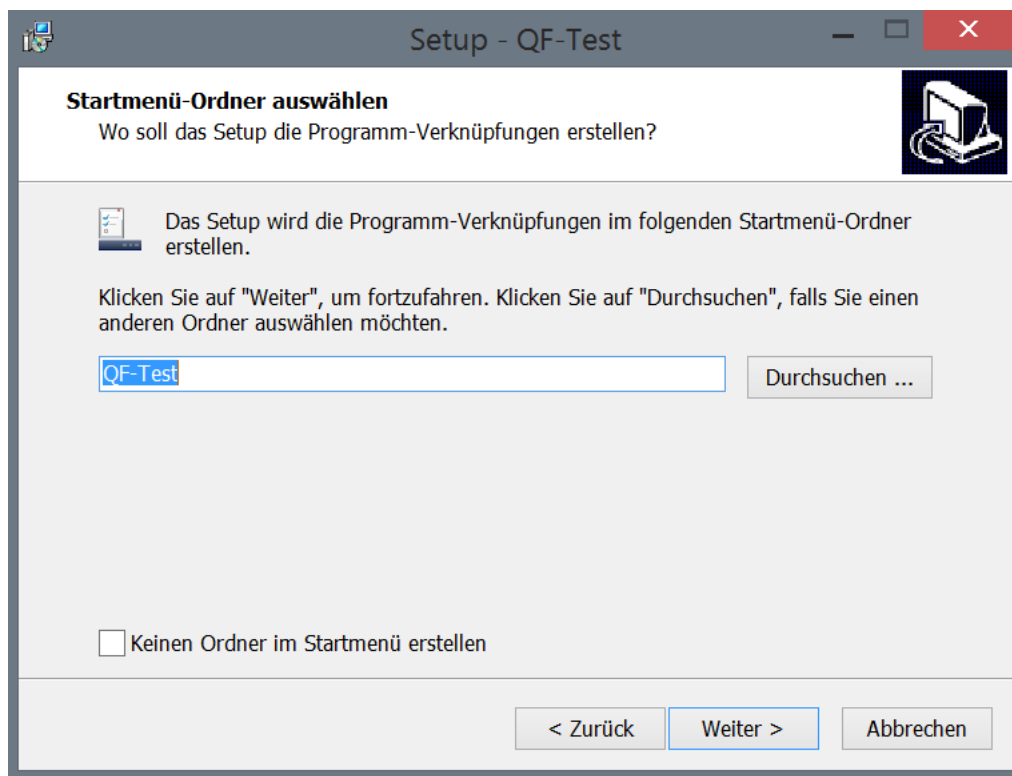 Setup - QF-Test
Startmenü-Ordner auswählen
Wo soll das Setup die Programm-Verknüpfungen erstellen?
Das Setup wird die Programm-Verknüpfungen im folgenden Startmenü-Ordner
erstellen.
Klicken Sie auf "Weiter", um fortzufahren. Klicken Sie auf "Durchsuchen", falls Sie einen
anderen Ordner auswählen möchten.
QF-Test
Durchsuchen ...
Keinen Ordner im Startmenü erstellen
< Zurück
Weiter >
Abbrechen